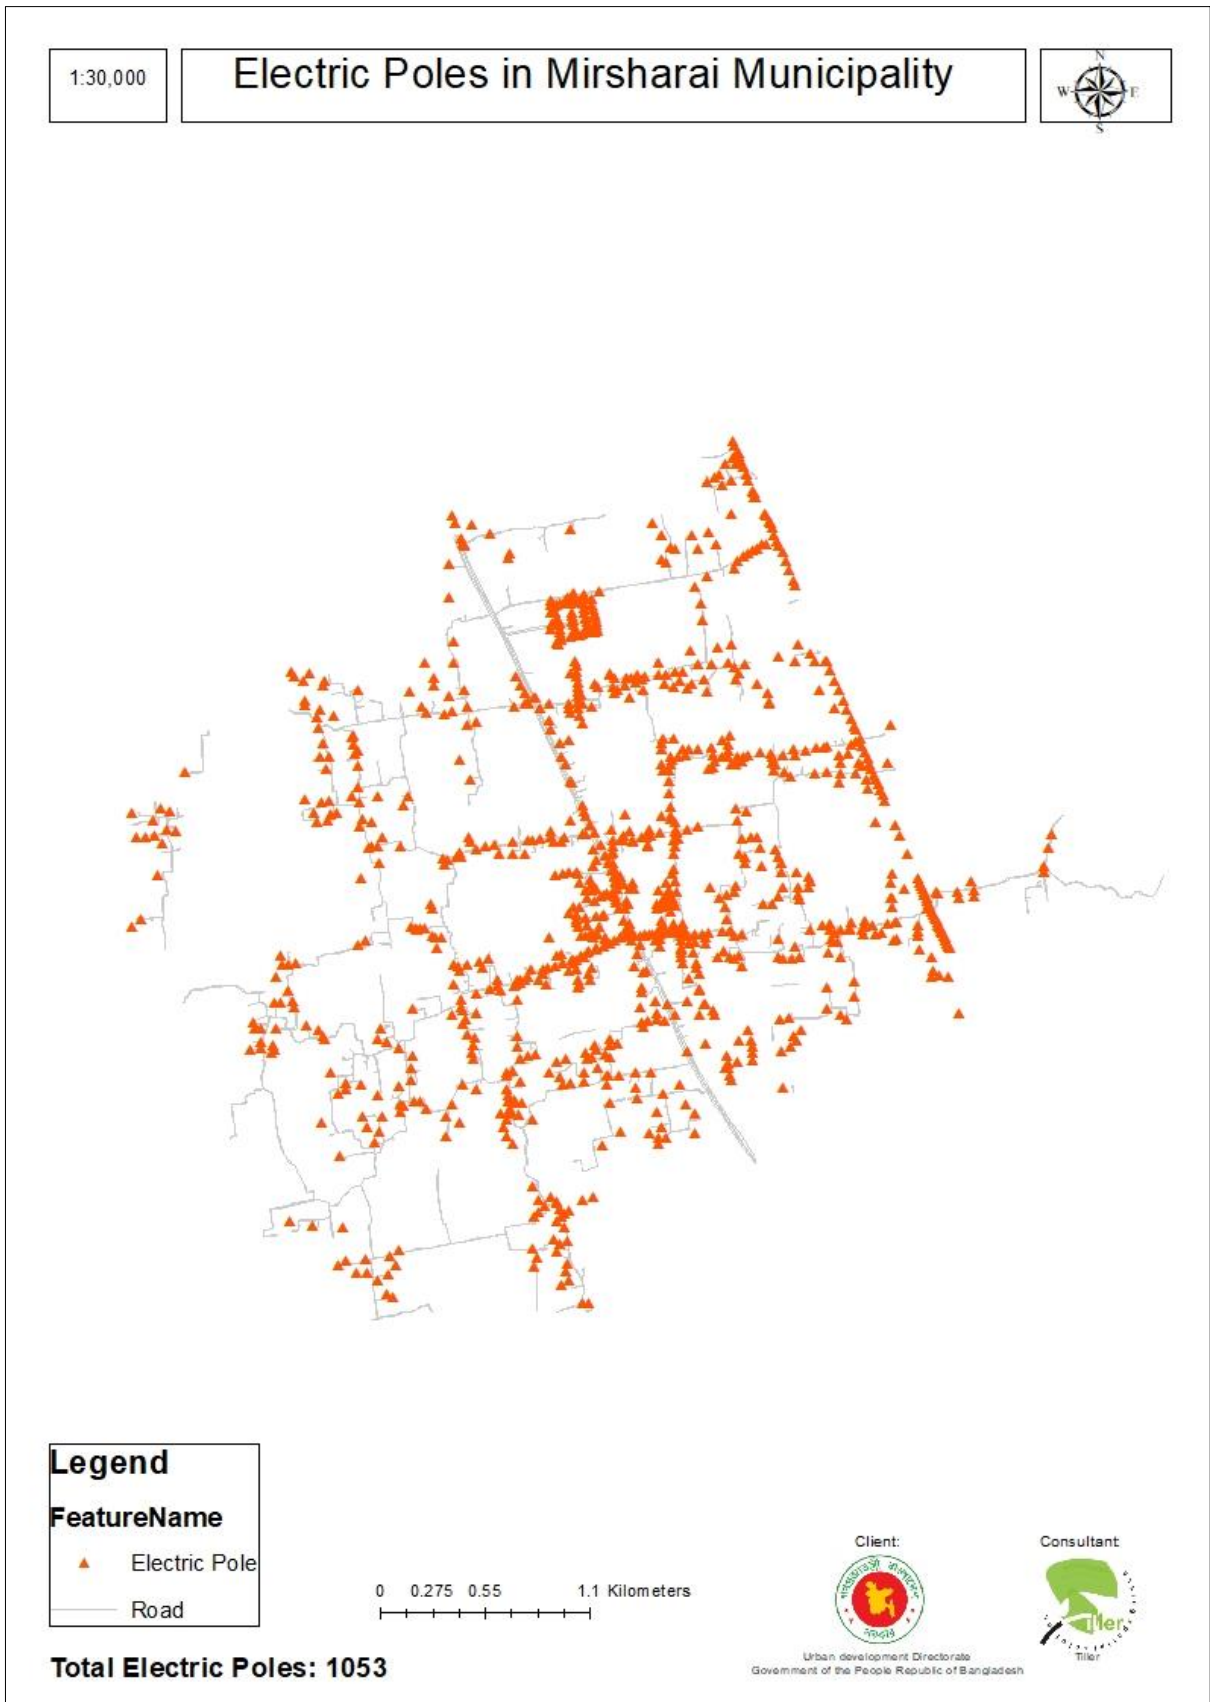 1:30,000
Electric Poles in Mirsharai Municipality
N
W E
S
Legend
FeatureName
Electric Pole
Road
0 0.275 0.55 1.1 Kilometers
Total Electric Poles: 1053
Client:
Urban development Directorate
Government of the People Republic of Bangladesh
Consultant
Tiller
Tiller